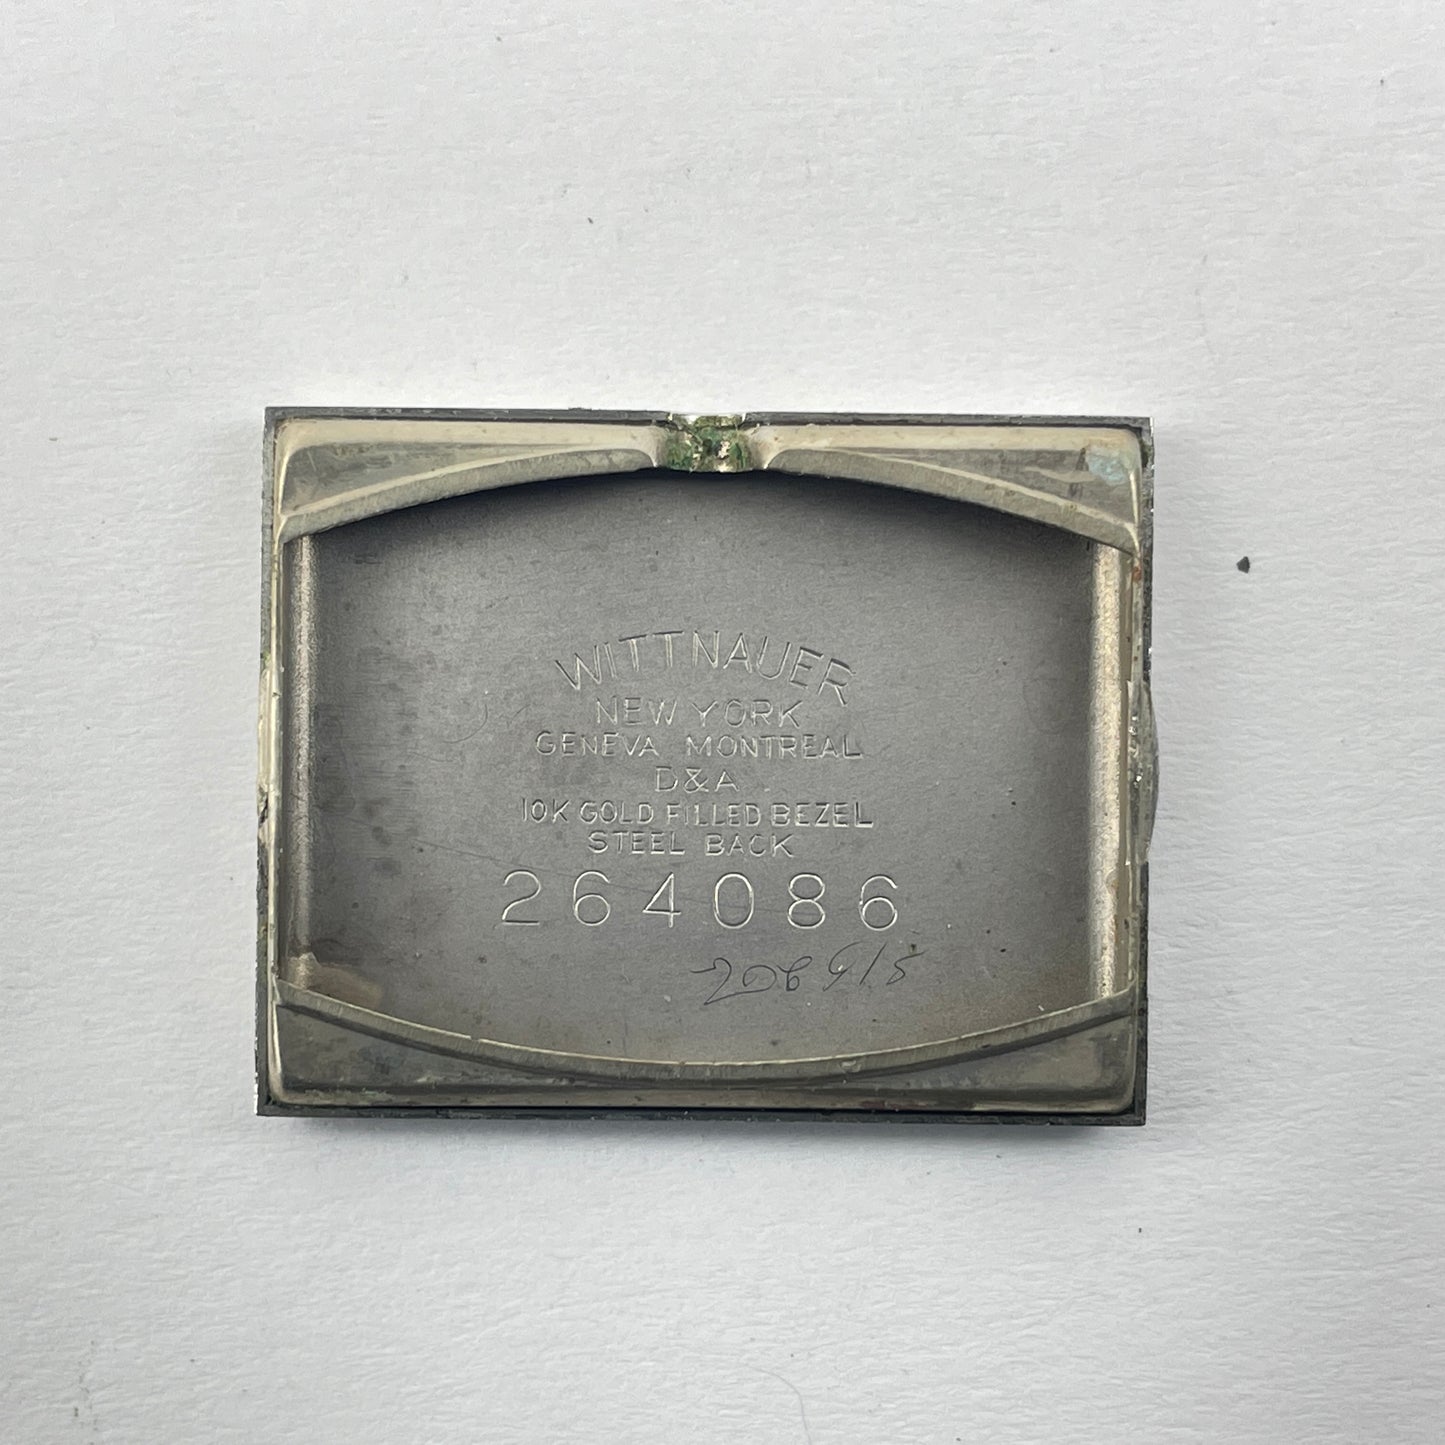 WITTNAUER
NEW YORK
GENEVA MONTREAL
D&A
10K GOLD FILLED BEZEL
STEEL BACK
264086